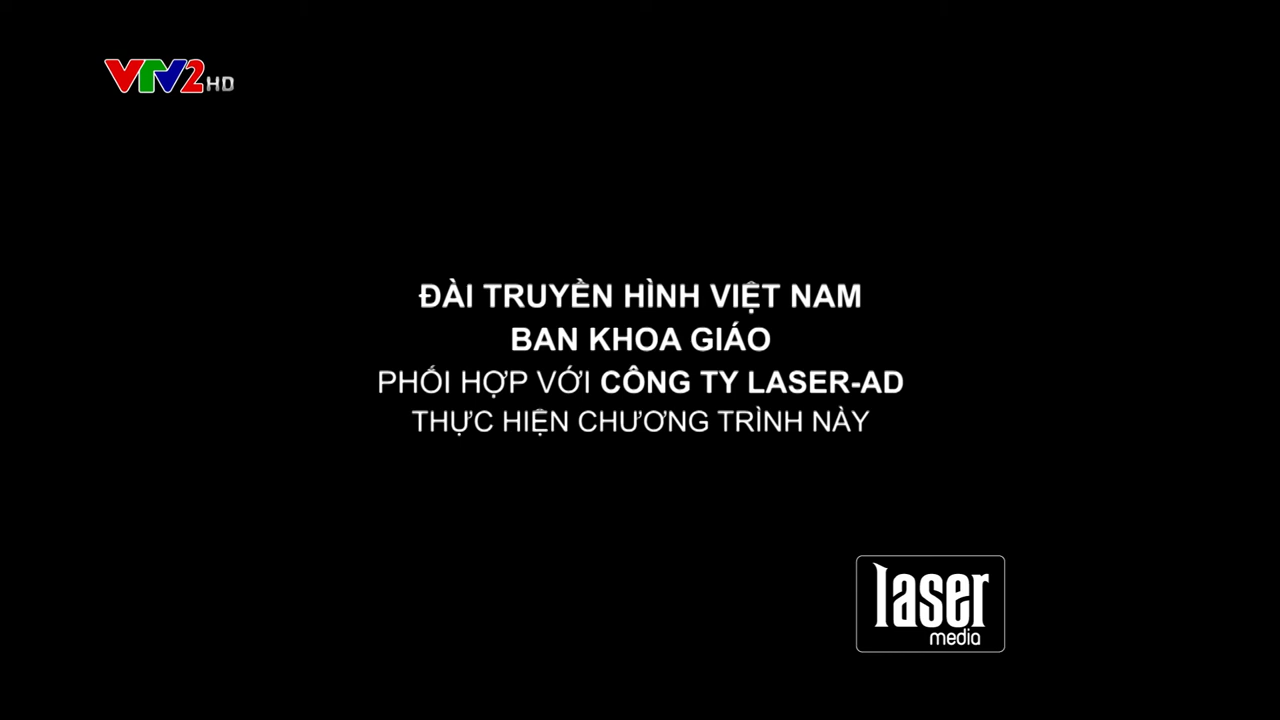 VTV2HD
ĐÀI TRUYỀN HÌNH VIỆT NAM
BAN KHOA GIÁO
PHỐI HỢP VỚI CÔNG TY LASER-AD
THỰC HIỆN CHƯƠNG TRÌNH NÀY
laser
media